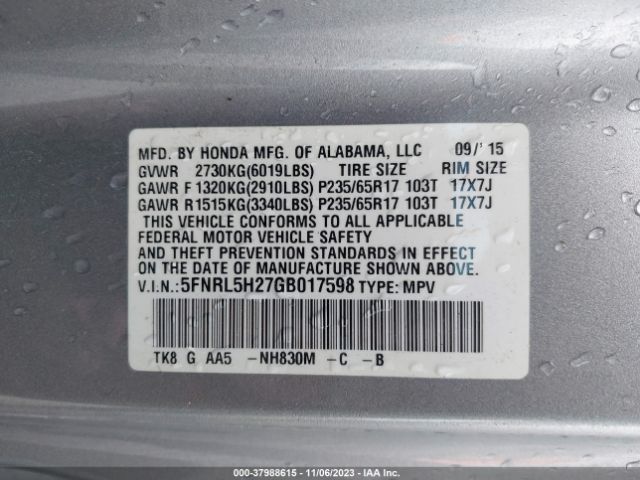 MFD. BY HONDA MFG. OF ALABAMA, LLC 09/'15
GVWR 2730KG(6019LBS) TIRE SIZE RIM SIZE
GAWR F 1320KG(2910LBS) P235/65R17 103T 17X7J
GAWR R1515KG(3340LBS) P235/65R17 103T 17X7J
THIS VEHICLE CONFORMS TO ALL APPLICABLE
FEDERAL MOTOR VEHICLE SAFETY
AND THEFT PREVENTION STANDARDS IN EFFECT
ON THE DATE OF MANUFACTURE SHOWN ABOVE.
V.I.N.:5FNRL5H27GB017598 TYPE: MPV
TK8 G AA5 -NH830M -C -B
000-37988615 - 11/06/2023 - IAA Inc.